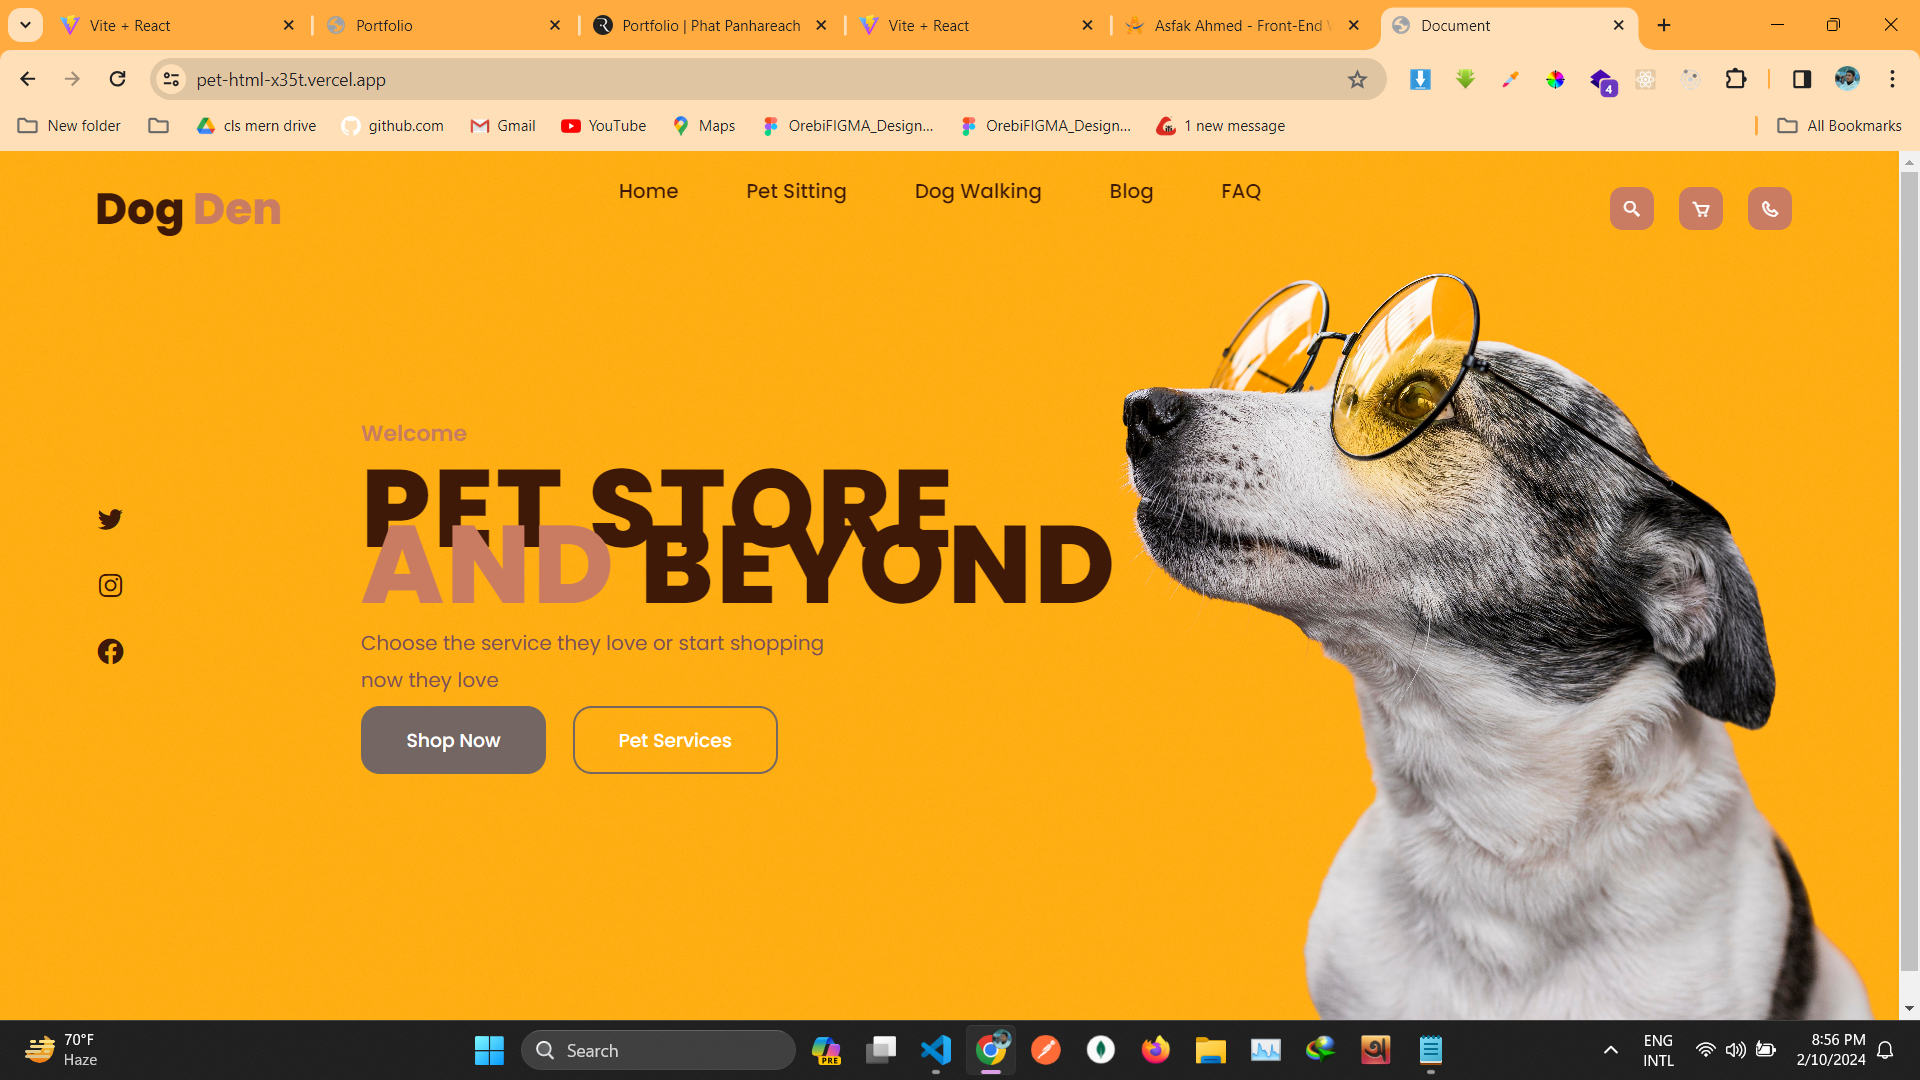 Vite + React
Portfolio
Portfolio | Phat Panhareach
Vite + React
Asfak Ahmed - Front-End
Document
pet-html-x35t.vercel.app
4
New folder
cls mern drive
github.com
Gmail
YouTube
Maps
OrebiFIGMA_Design...
OrebiFIGMA_Design...
1 new message
All Bookmarks
Dog Den
Home
Pet Sitting
Dog Walking
Blog
FAQ
Welcome
PET STORE
AND BEYOND
Choose the service they love or start shopping
now they love
Shop Now
Pet Services
70°F
Haze
Search
PRE
ENG
INTL
8:56 PM
2/10/2024